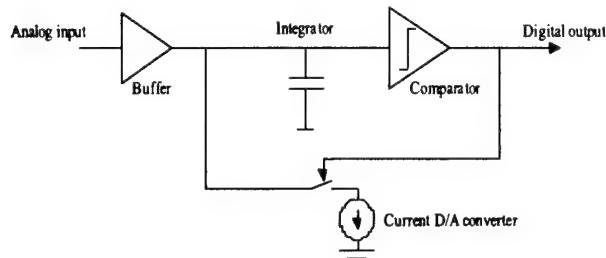 Analog input
Integrator
Digital output
Buffer
Comparator
Current D/A converter